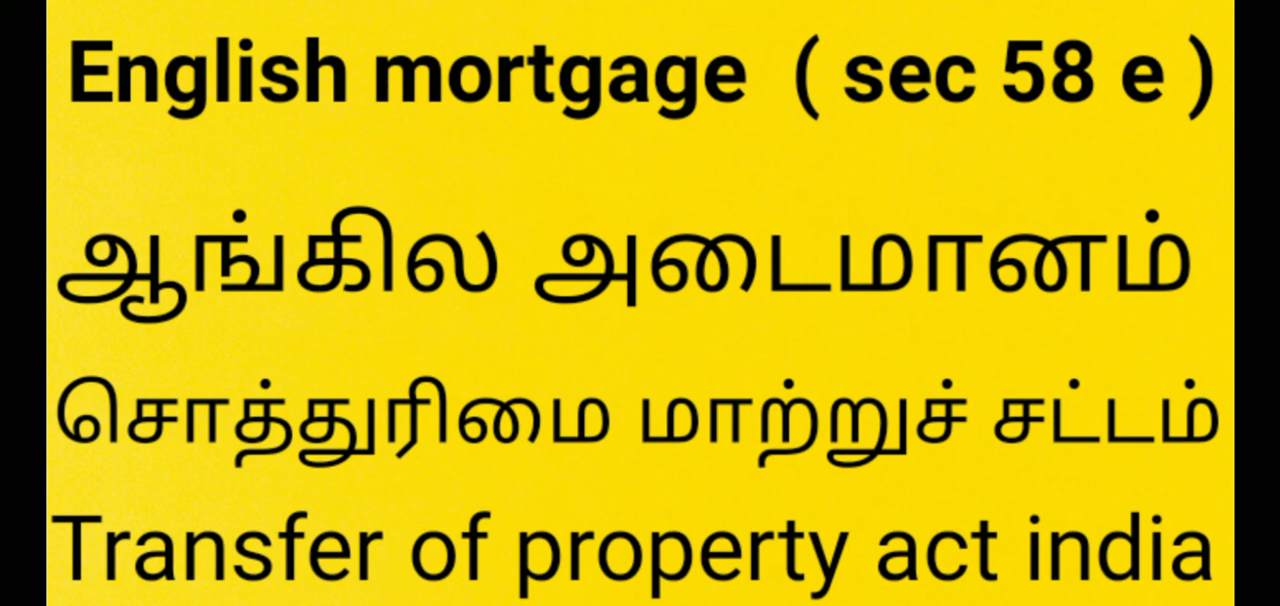 English mortgage ( sec 58 e )
ஆங்கில அடைமானம்
சொத்துரிமை மாற்றுச் சட்டம்
Transfer of property act india